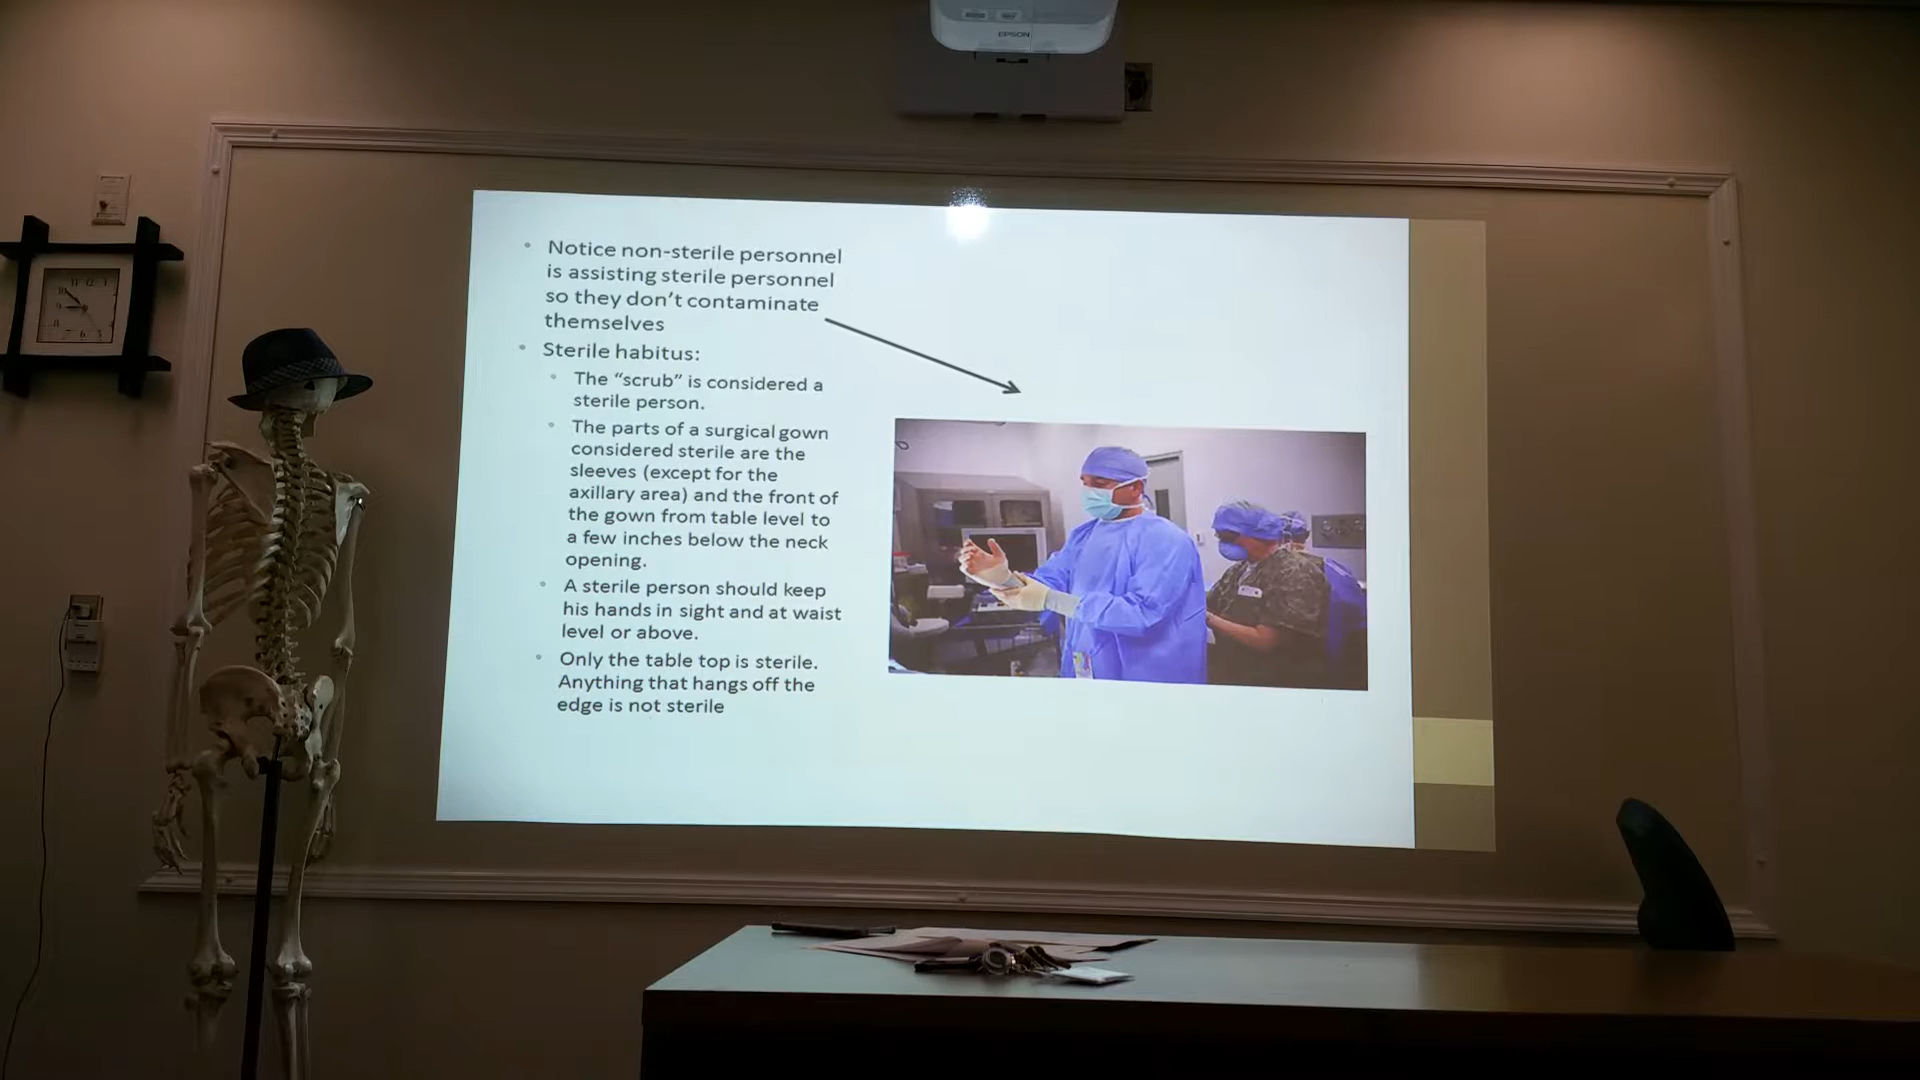 EPSON
• Notice non-sterile personnel
is assisting sterile personnel
so they don't contaminate
themselves
• Sterile habitus:
• The "scrub" is considered a
sterile person.
• The parts of a surgical gown
considered sterile are the
sleeves (except for the
axillary area) and the front of
the gown from table level to
a few inches below the neck
opening.
• A sterile person should keep
his hands in sight and at waist
level or above.
• Only the table top is sterile.
Anything that hangs off the
edge is not sterile